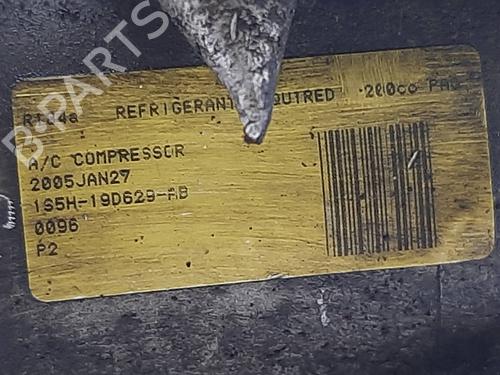 B-PARTS
R134a REFRIGERANT REQUIRED 200cc PAG
A/C COMPRESSOR
2005JAN27
1S5H-19D629-AB
0096
P2